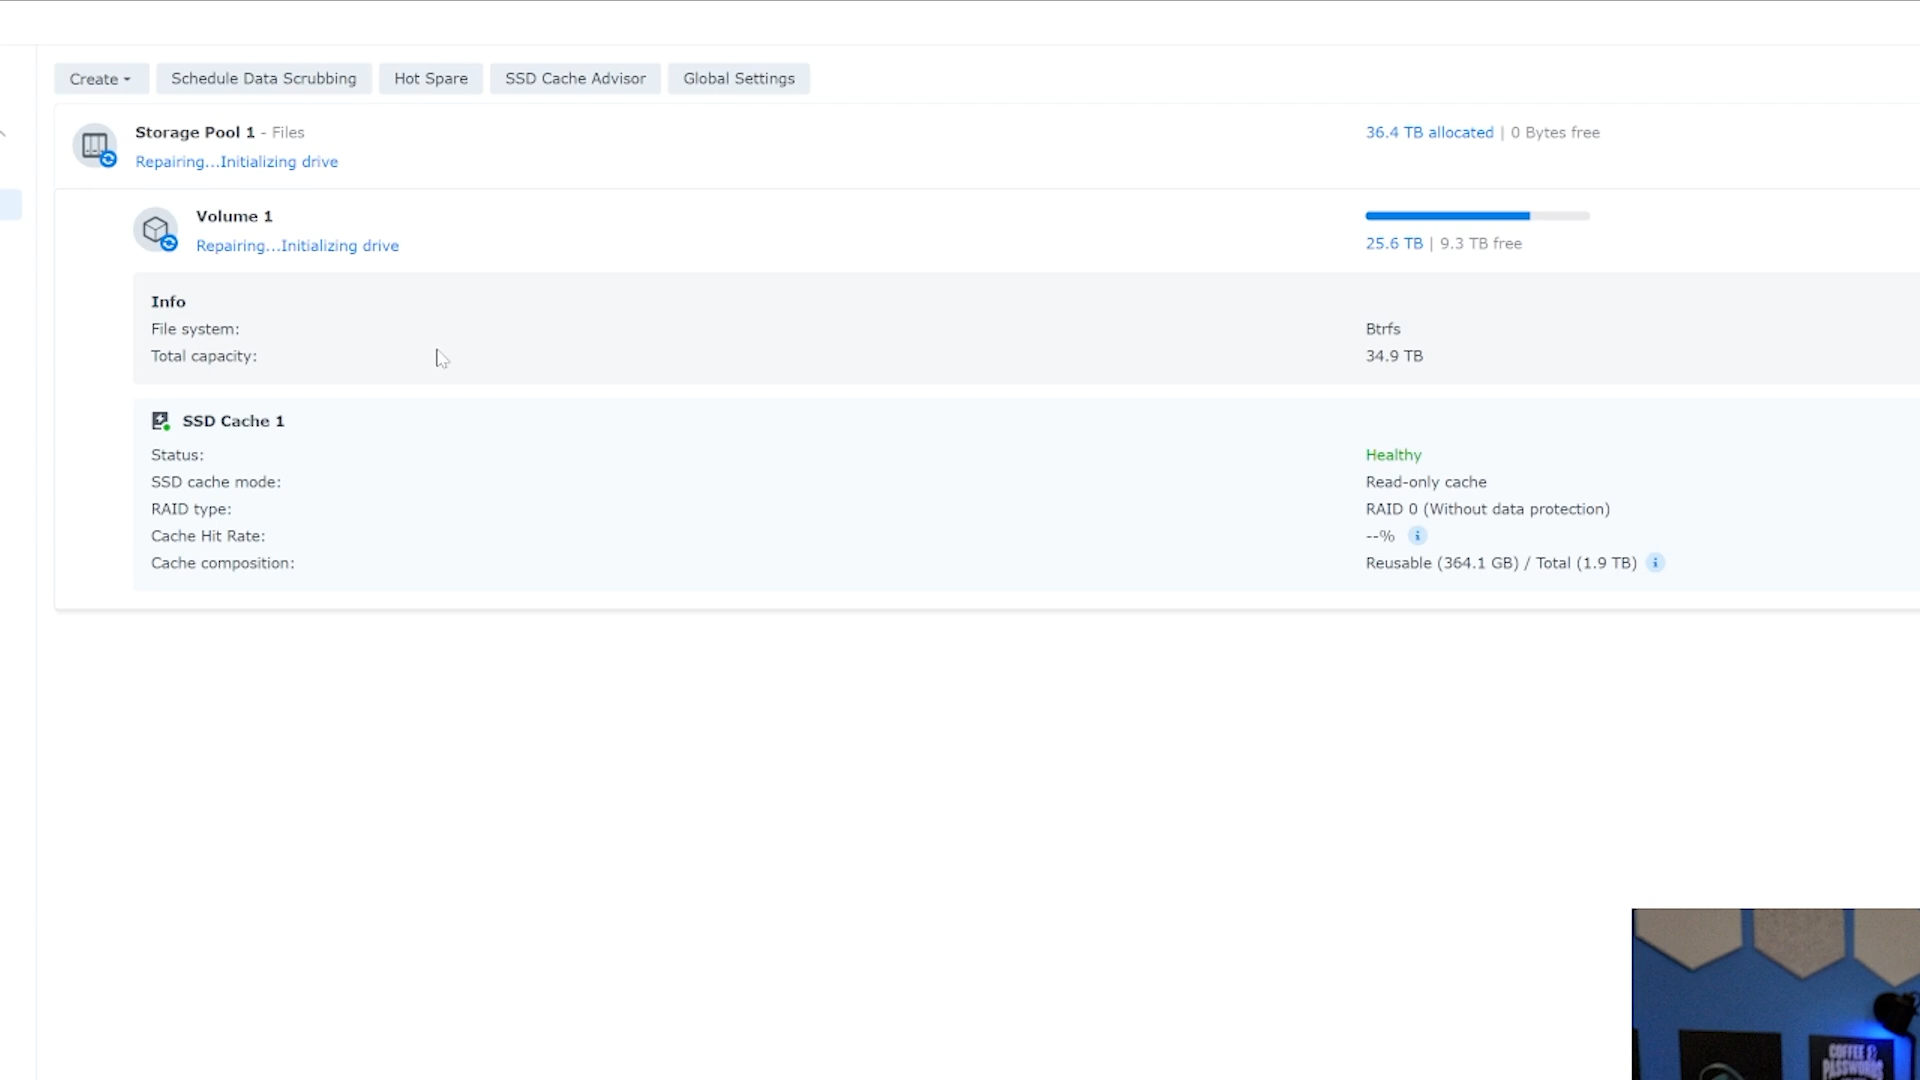 Create
Schedule Data Scrubbing
Hot Spare
SSD Cache Advisor
Global Settings
Storage Pool 1 - Files
36.4 TB allocated | 0 Bytes free
Repairing...Initializing drive
Volume 1
Repairing...Initializing drive
25.6 TB | 9.3 TB free
Info
File system: Btrfs
Total capacity: 34.9 TB
SSD Cache 1
Status: Healthy
SSD cache mode: Read-only cache
RAID type: RAID 0 (Without data protection)
Cache Hit Rate: --%
Cache composition: Reusable (364.1 GB) / Total (1.9 TB)
COFFEE &
PASSWORDS